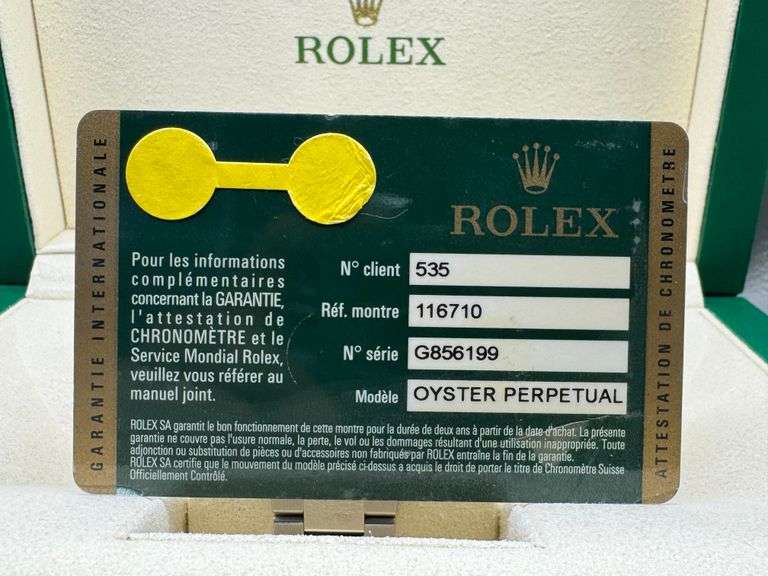 ROLEX
GARANTIE INTERNATIONALE
ROLEX
Pour les informations
complémentaires
concernant la GARANTIE,
l'attestation de
CHRONOMÈTRE et le
Service Mondial Rolex,
veuillez vous référer au
manuel joint.
N° client 535
Réf. montre 116710
N° série G856199
Modèle OYSTER PERPETUAL
ROLEX SA garantit le bon fonctionnement de cette montre pour la durée de deux ans à partir de la date d'achat. La présente
garantie ne couvre pas l'usure normale, la perte, le vol ou les dommages résultant d'une utilisation inappropriée. Toute
adjonction ou substitution de pièces ou d'accessoires non fabriqués par ROLEX entraîne la fin de la garantie.
ROLEX SA certifie que le mouvement du modèle précisé ci-dessus a acquis le droit de porter le titre de Chronomètre Suisse
Officiellement Contrôlé.
ATTESTATION DE CHRONOMETRE